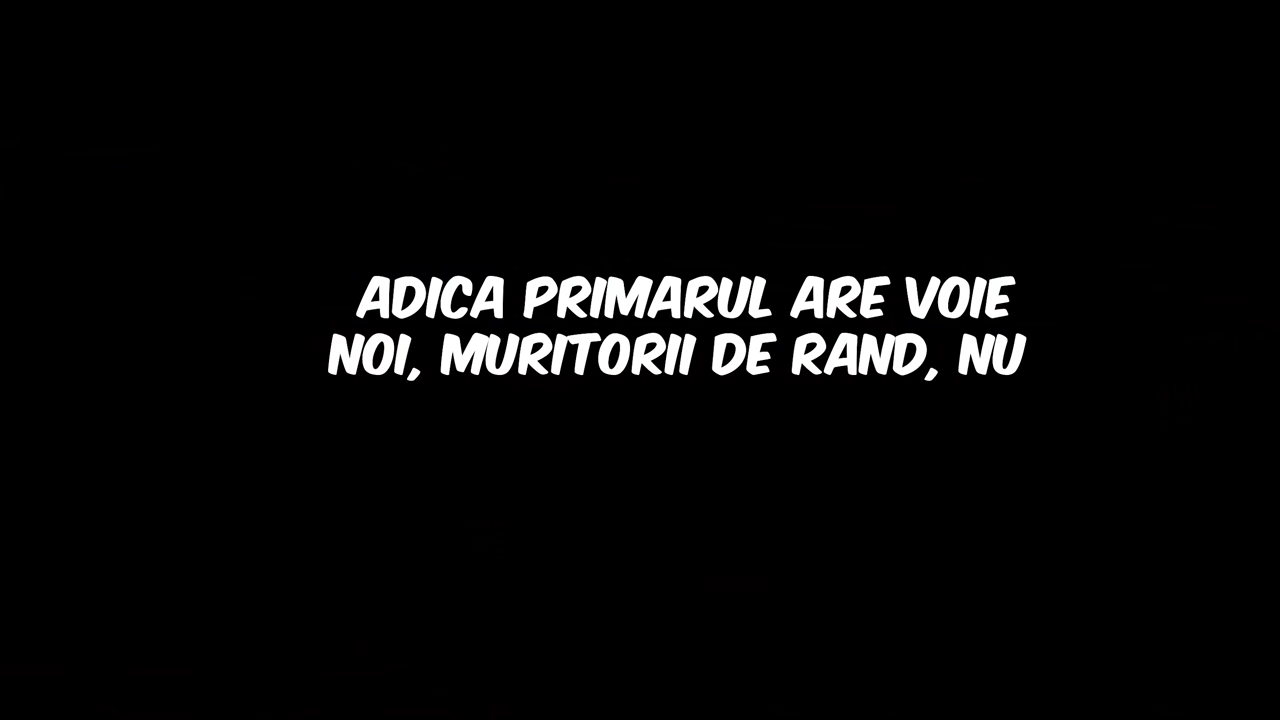 ADICA PRIMARUL ARE VOIE
NOI, MURITORII DE RAND, NU